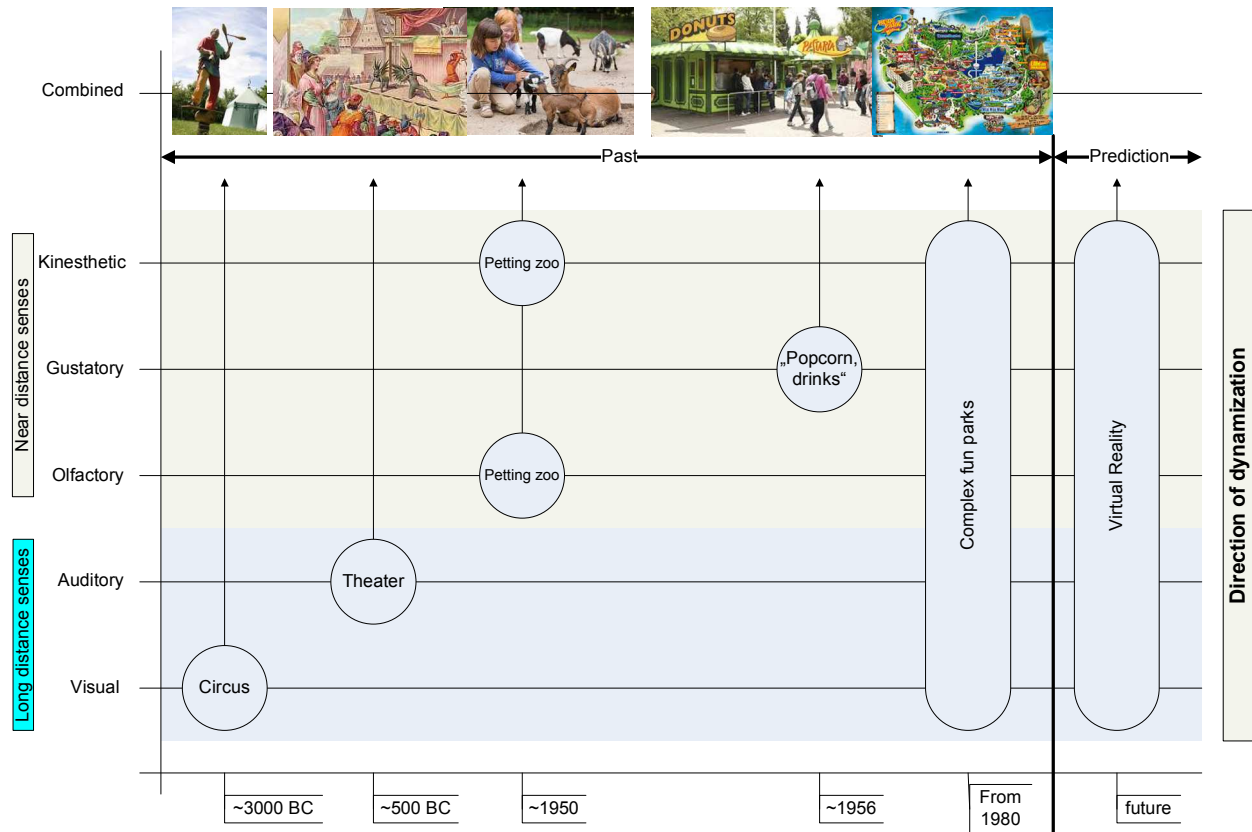 DONUTS
PASTARIA
Combined
Past
Prediction
Kinesthetic
Petting zoo
Gustatory
„Popcorn,
drinks“
Olfactory
Petting zoo
Auditory
Theater
Visual
Circus
Near distance senses
Long distance senses
Complex fun parks
Virtual Reality
Direction of dynamization
~3000 BC
~500 BC
~1950
~1956
From
1980
future